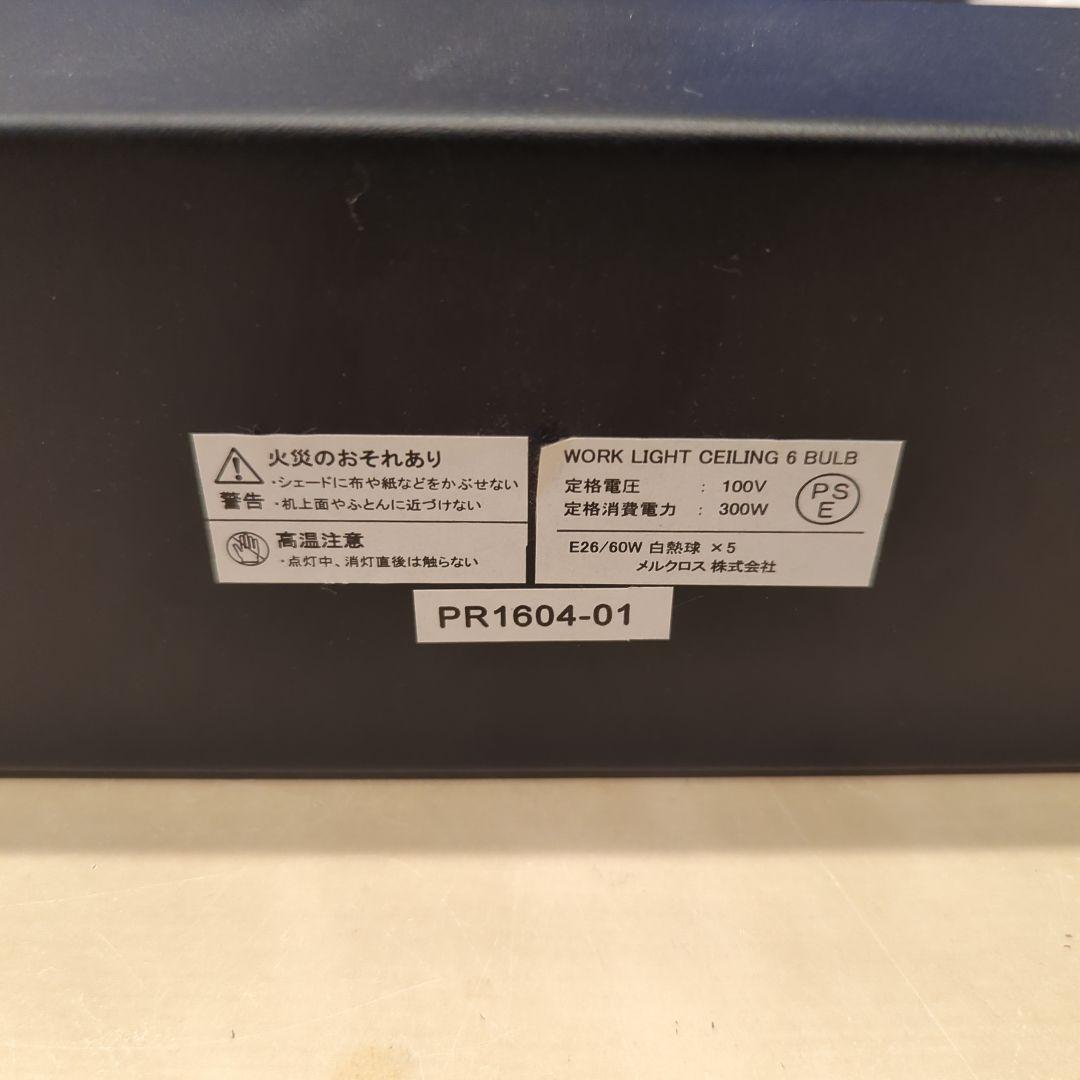 火災のおそれあり
・シェードに布や紙などをかぶせない
警告 ・机上面やふとんに近づけない
高温注意
・点灯中、消灯直後は触らない
WORK LIGHT CEILING 6 BULB
定格電圧 : 100V
定格消費電力 : 300W
PS
E
E26/60W 白熱球 ×5
メルクロス 株式会社
PR1604-01